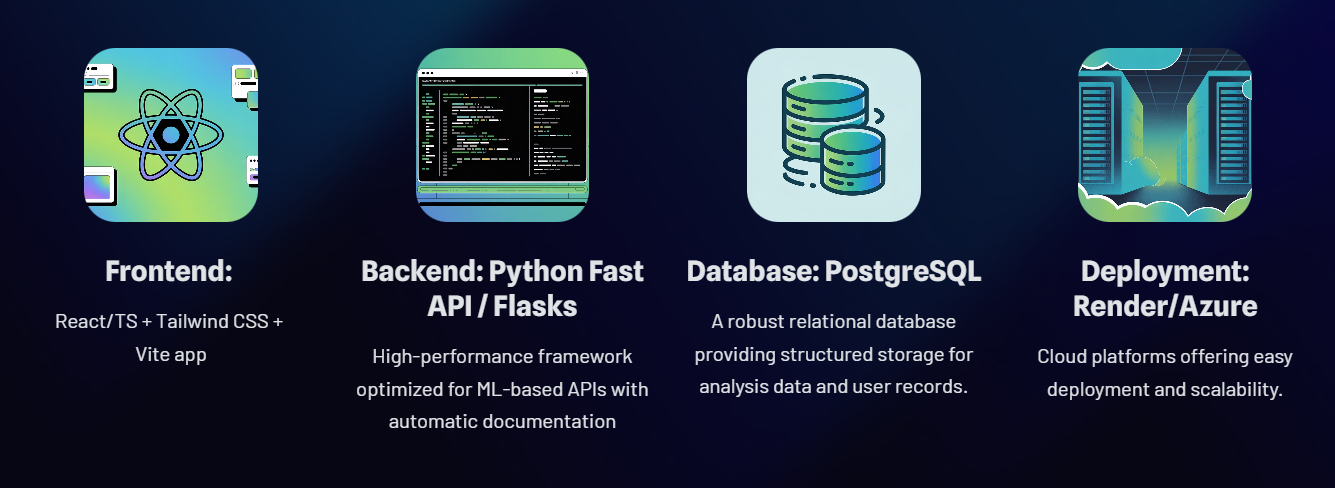 Frontend:
React/TS + Tailwind CSS +
Vite app
Backend: Python Fast
API / Flasks
High-performance framework
optimized for ML-based APIs with
automatic documentation
Database: PostgreSQL
A robust relational database
providing structured storage for
analysis data and user records.
Deployment:
Render/Azure
Cloud platforms offering easy
deployment and scalability.